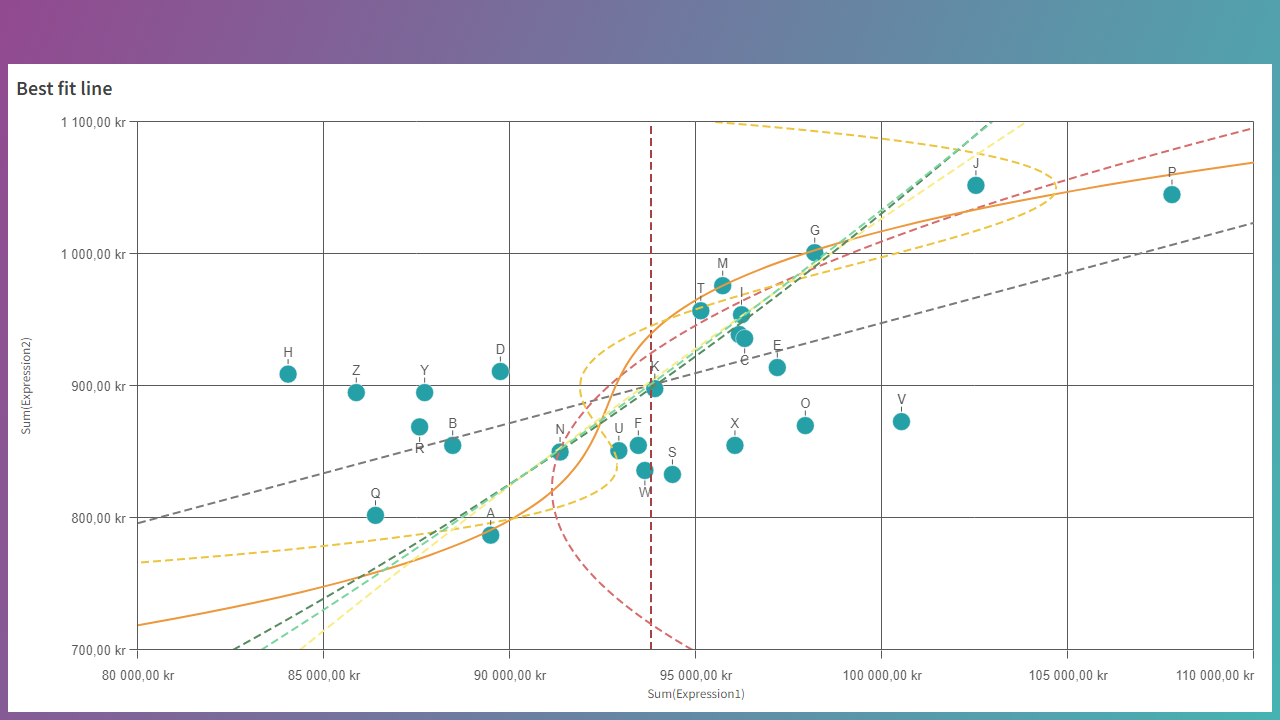 Best fit line
1 100,00 kr
1 000,00 kr
900,00 kr
800,00 kr
700,00 kr
Sum(Expression2)
J
P
G
M
I
T
C
E
H
Z
Y
D
K
R
B
N
U
F
W
S
X
O
V
Q
A
80 000,00 kr
85 000,00 kr
90 000,00 kr
95 000,00 kr
100 000,00 kr
105 000,00 kr
110 000,00 kr
Sum(Expression1)